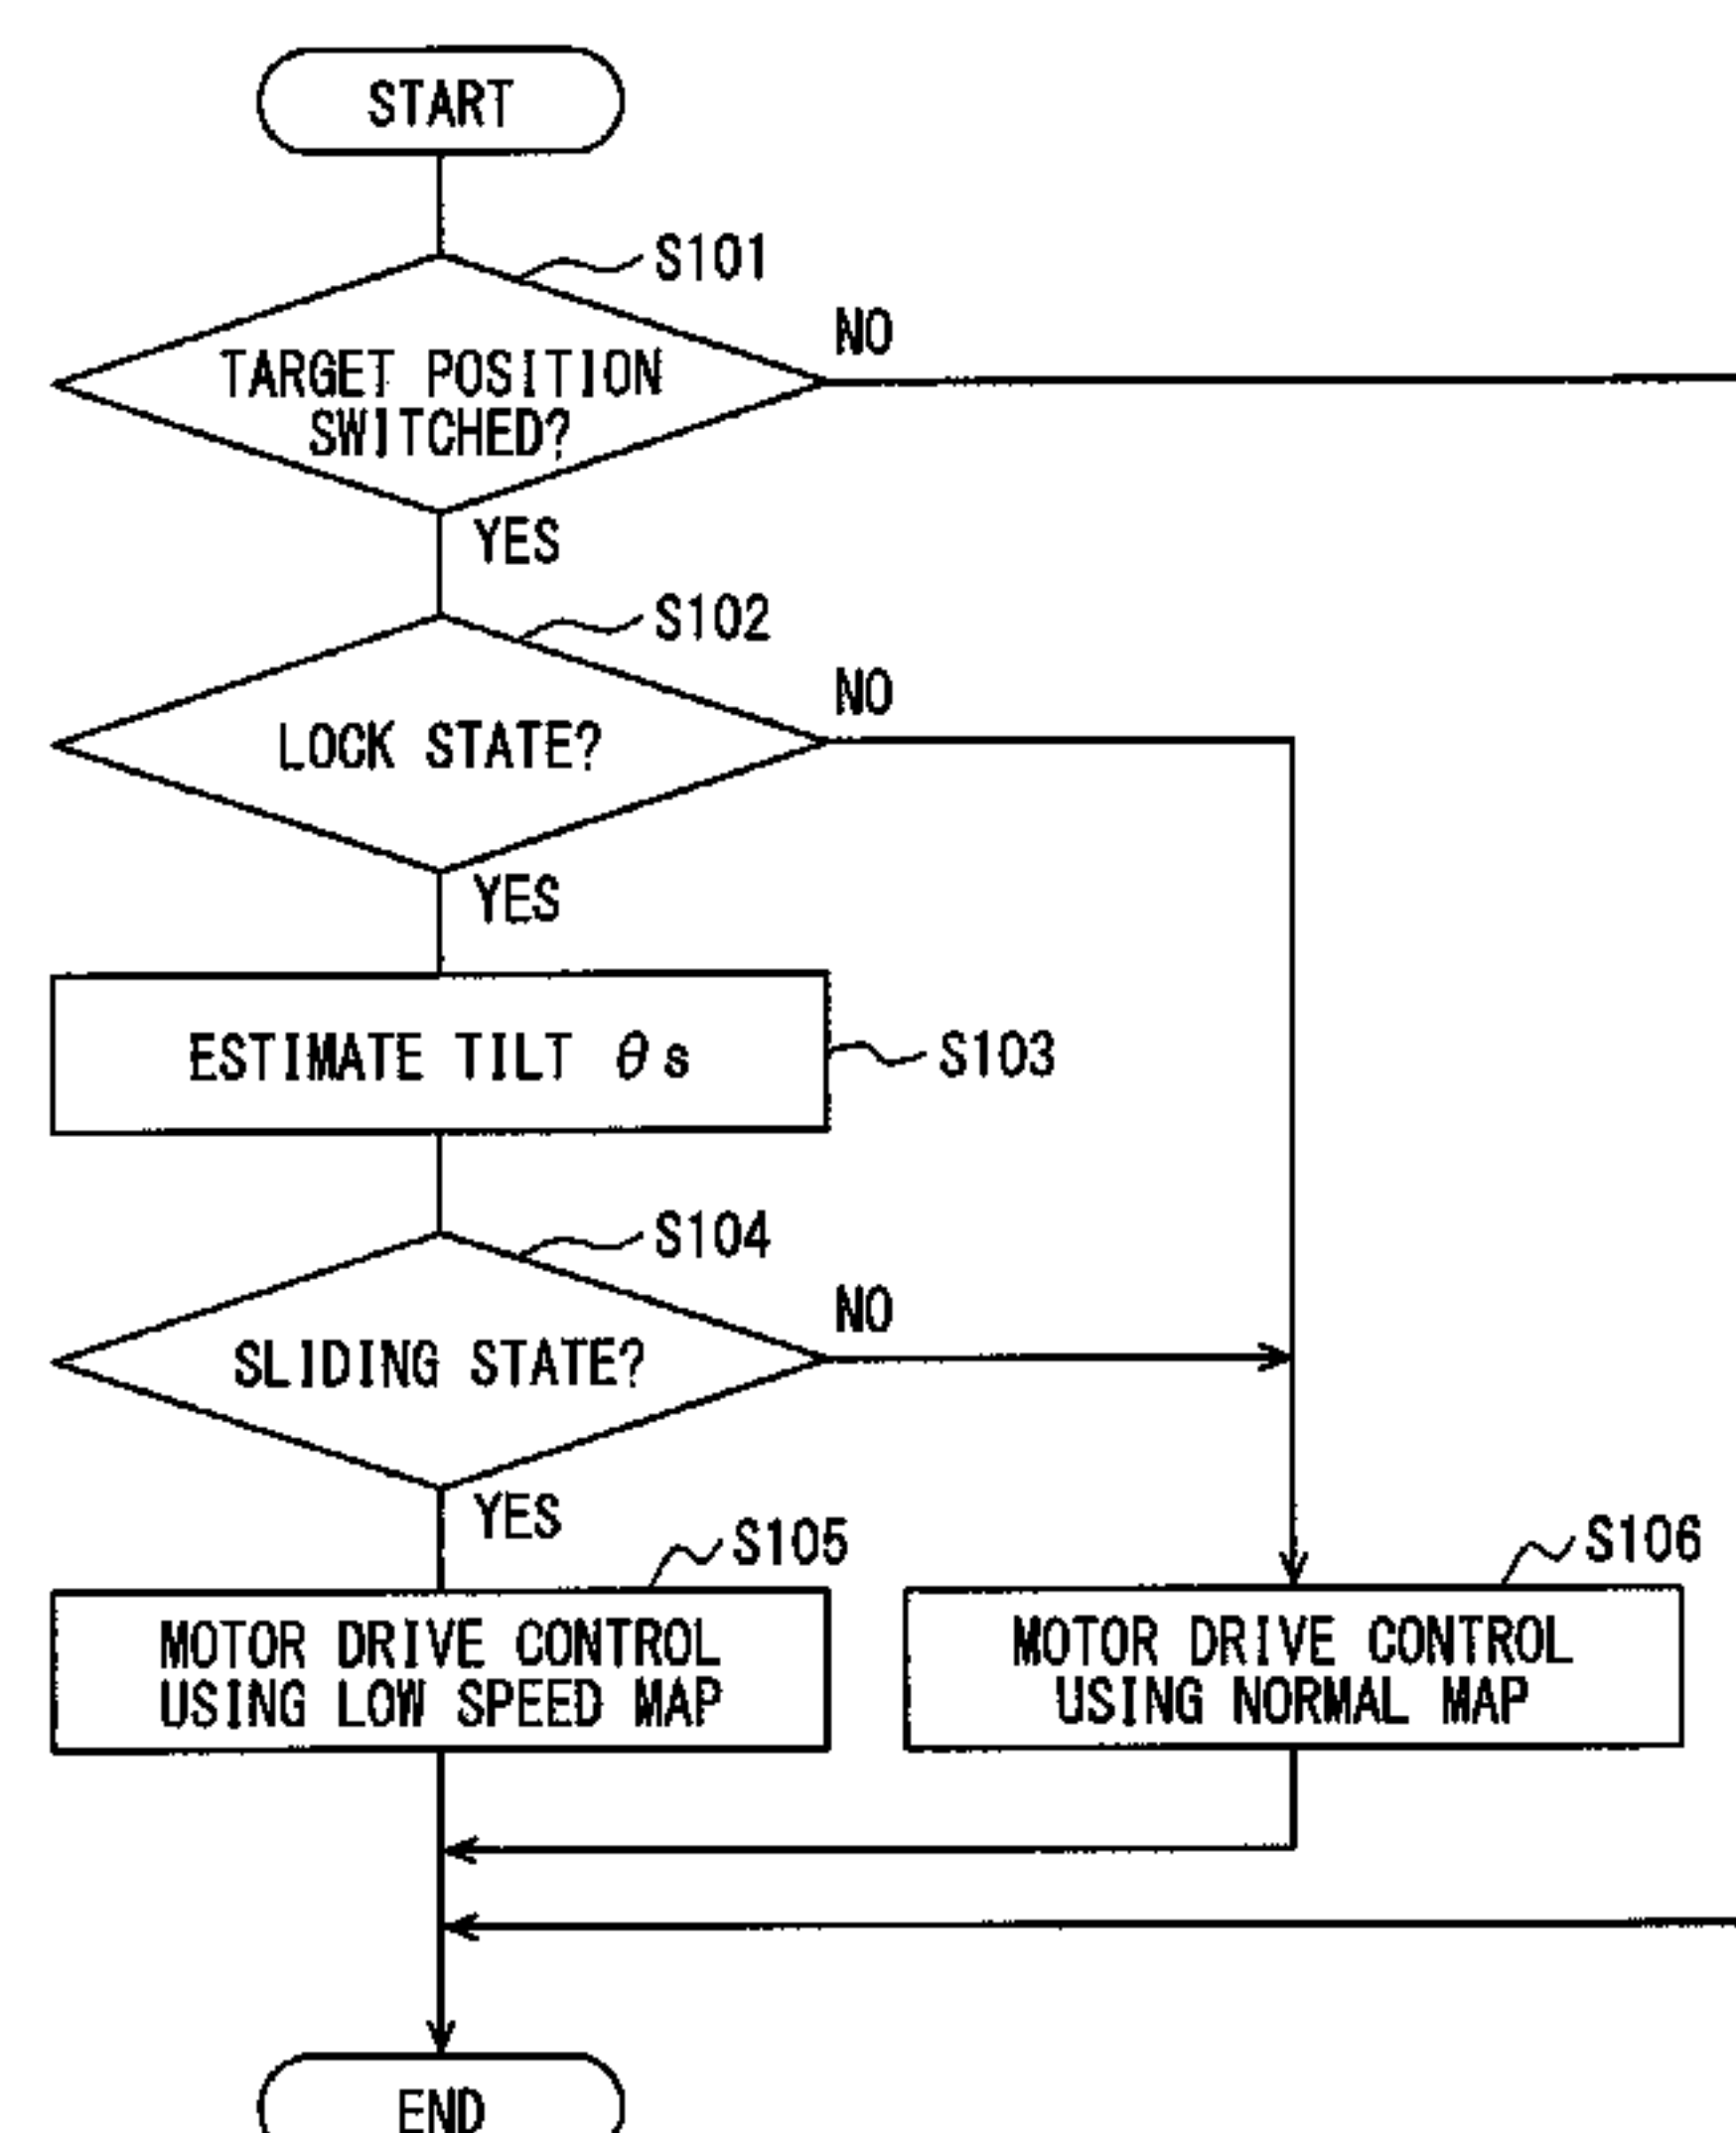 START
S101
NO
TARGET POSITION
SWITCHED?
YES
S102
NO
LOCK STATE?
YES
ESTIMATE TILT θs
S103
S104
NO
SLIDING STATE?
YES
S105
S106
MOTOR DRIVE CONTROL
USING LOW SPEED MAP
MOTOR DRIVE CONTROL
USING NORMAL MAP
END